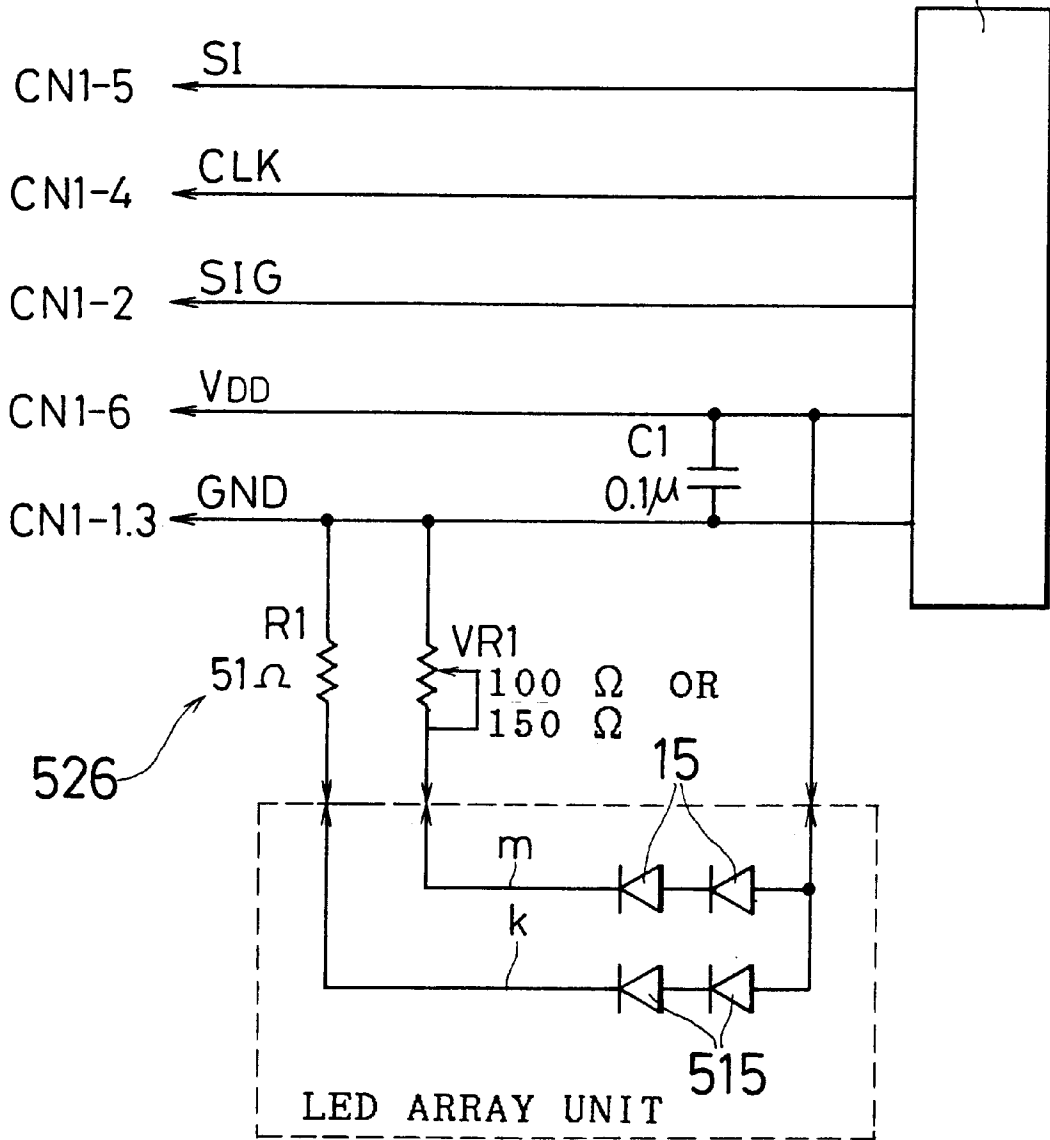 SI
CN1-5
CLK
CN1-4
SIG
CN1-2
VDD
CN1-6
C1
0.1μ
GND
CN1-1.3
R1
51Ω
VR1
100 Ω OR
150 Ω
526
15
m
k
515
LED ARRAY UNIT